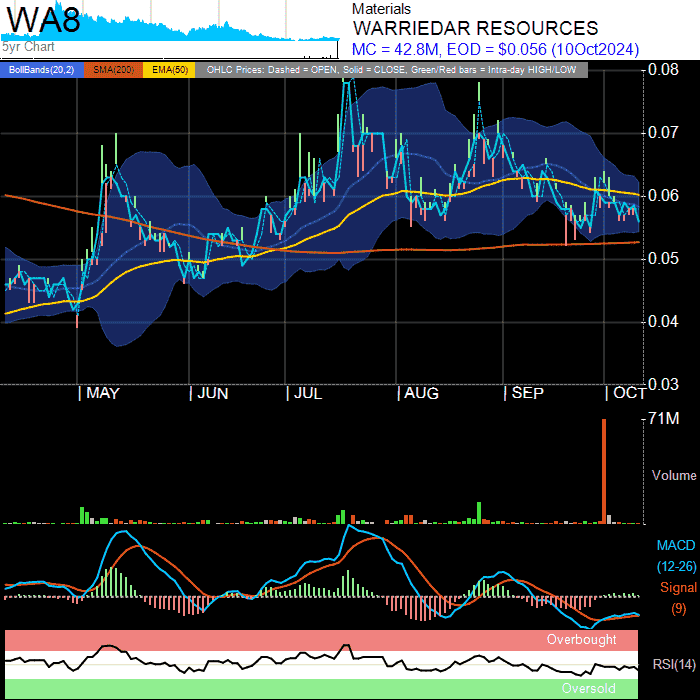 WA8
5yr Chart
Materials
WARRIEDAR RESOURCES
MC = 42.8M, EOD = $0.056 (10Oct2024)
BollBands(20,2) SMA(200) EMA(50) OHLC Prices: Dashed = OPEN, Solid = CLOSE, Green/Red bars = Intra-day HIGH/LOW
0.08
0.07
0.06
0.05
0.04
0.03
| MAY | JUN | JUL | AUG | SEP | OCT
71M
Volume
MACD
(12-26)
Signal
(9)
Overbought
RSI(14)
Oversold